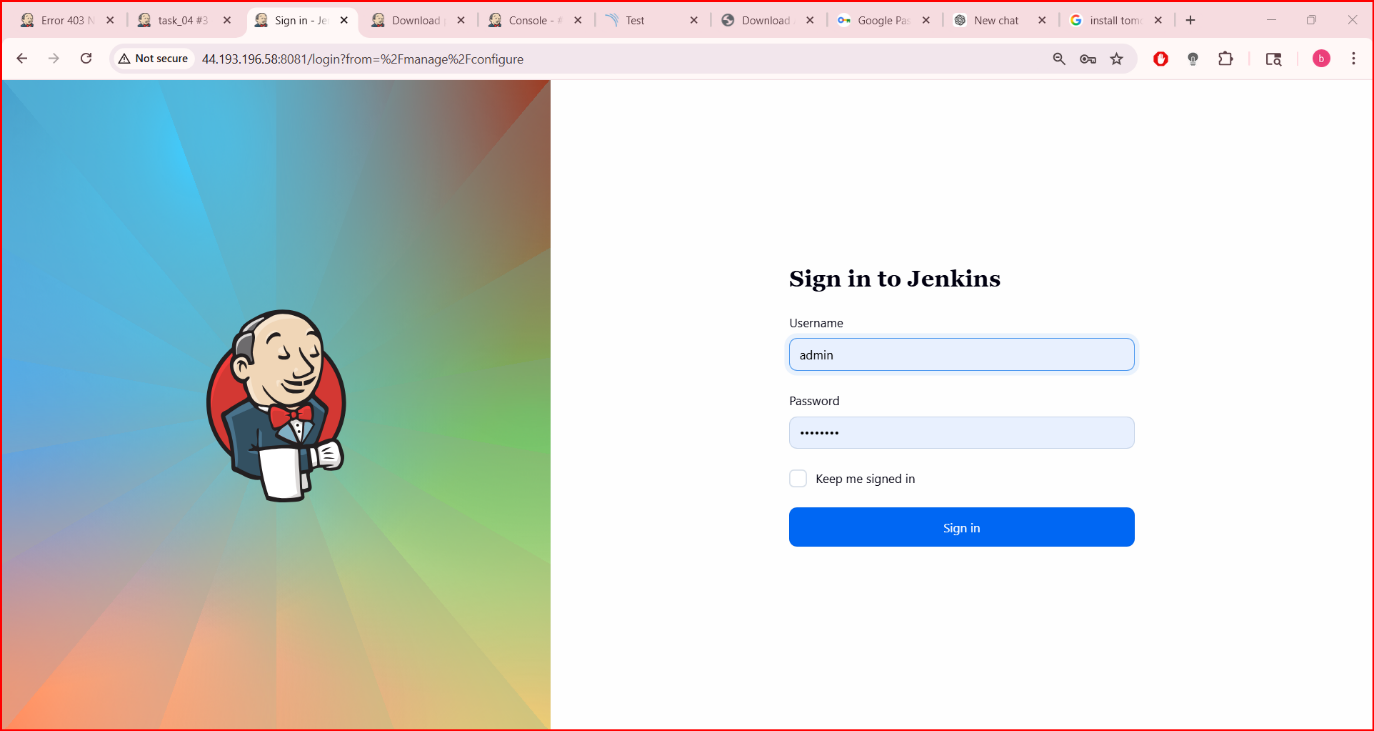 Error 403 N
task_04 #3
Sign in - Je
Download p
Console - A
Test
Download
Google Pas
New chat
install tomc
Not secure
44.193.196.58:8081/login?from=%2Fmanage%2Fconfigure
b
Sign in to Jenkins
Username
admin
Password
••••••••
Keep me signed in
Sign in